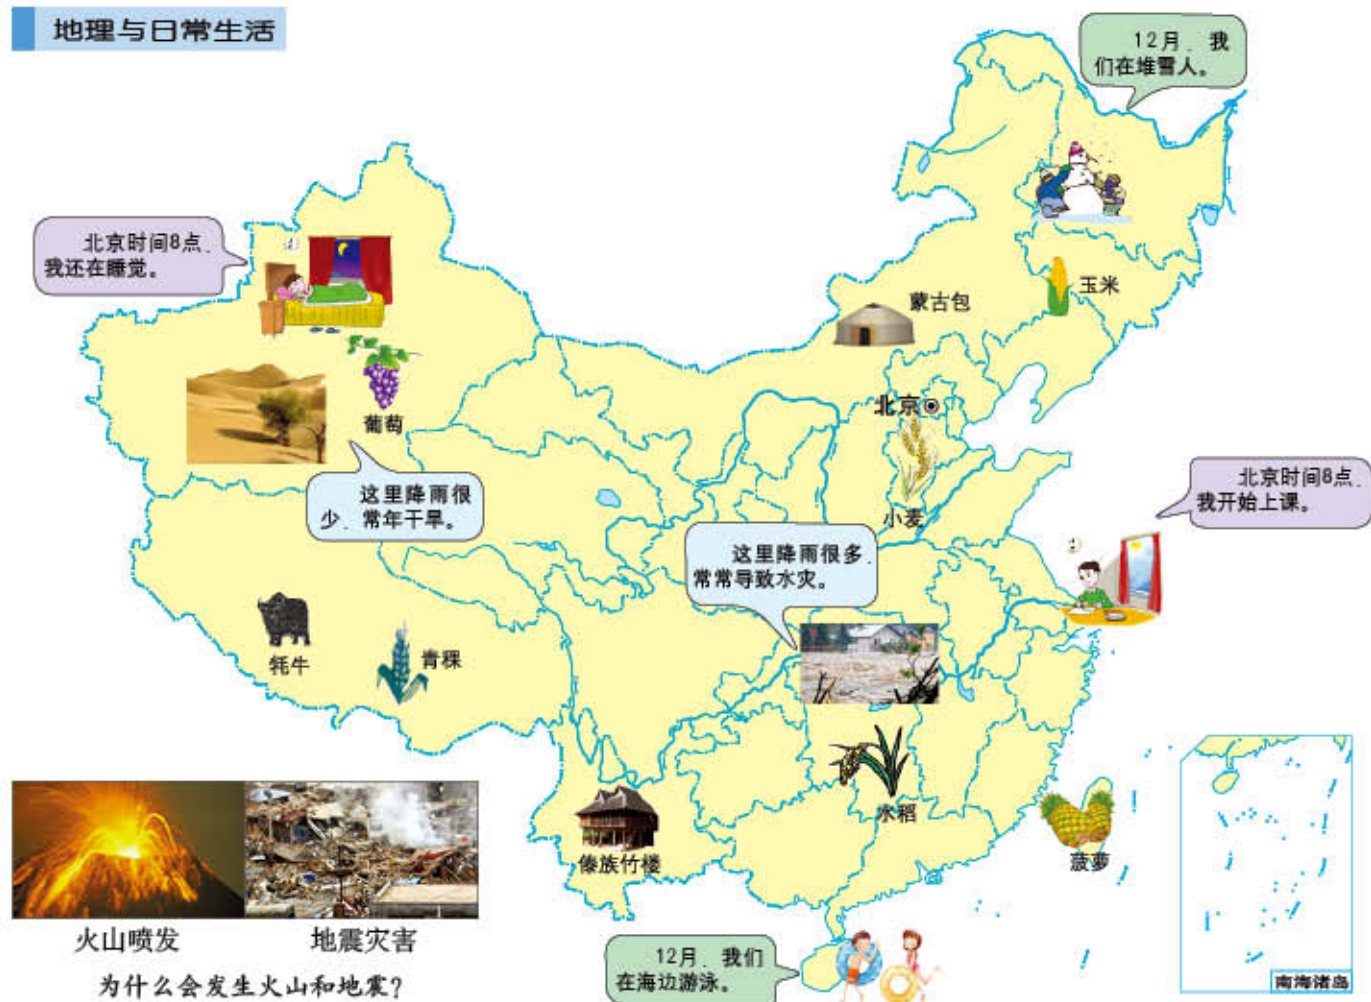 地理与日常生活
12月，我
们在堆雪人。
北京时间8点，
我还在睡觉。
玉米
蒙古包
北京
葡萄
北京时间8点，
我开始上课。
这里降雨很
少，常年干旱。
小麦
这里降雨很多，
常常导致水灾。
牦牛
青稞
水稻
傣族竹楼
菠萝
火山喷发
地震灾害
为什么会发生火山和地震？
12月，我们
在海边游泳。
南海诸岛